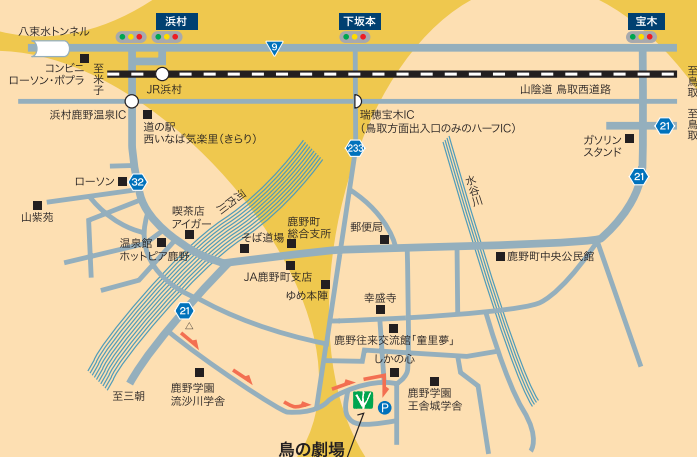 浜村
下坂本
宝木
八束水トンネル
9
コンビニ
ローソン・ポプラ
至米子
JR浜村
山陰道 鳥取西道路
至鳥取
至鳥取
浜村鹿野温泉IC
道の駅
西いなば気楽里(きらり)
瑞穂宝木IC
(鳥取方面出入口のみのハーフIC)
21
ガソリン
スタンド
233
ローソン
32
21
河内川
水谷川
山紫苑
喫茶店
アイガー
鹿野町
総合支所
そば道場
郵便局
温泉館
ホットピア鹿野
鹿野町中央公民館
JA鹿野町支店
ゆめ本陣
幸盛寺
21
鹿野往来交流館「童里夢」
しかの心
至三朝
鹿野学園
流沙川学舎
鹿野学園
王舎城学舎
P
鳥の劇場